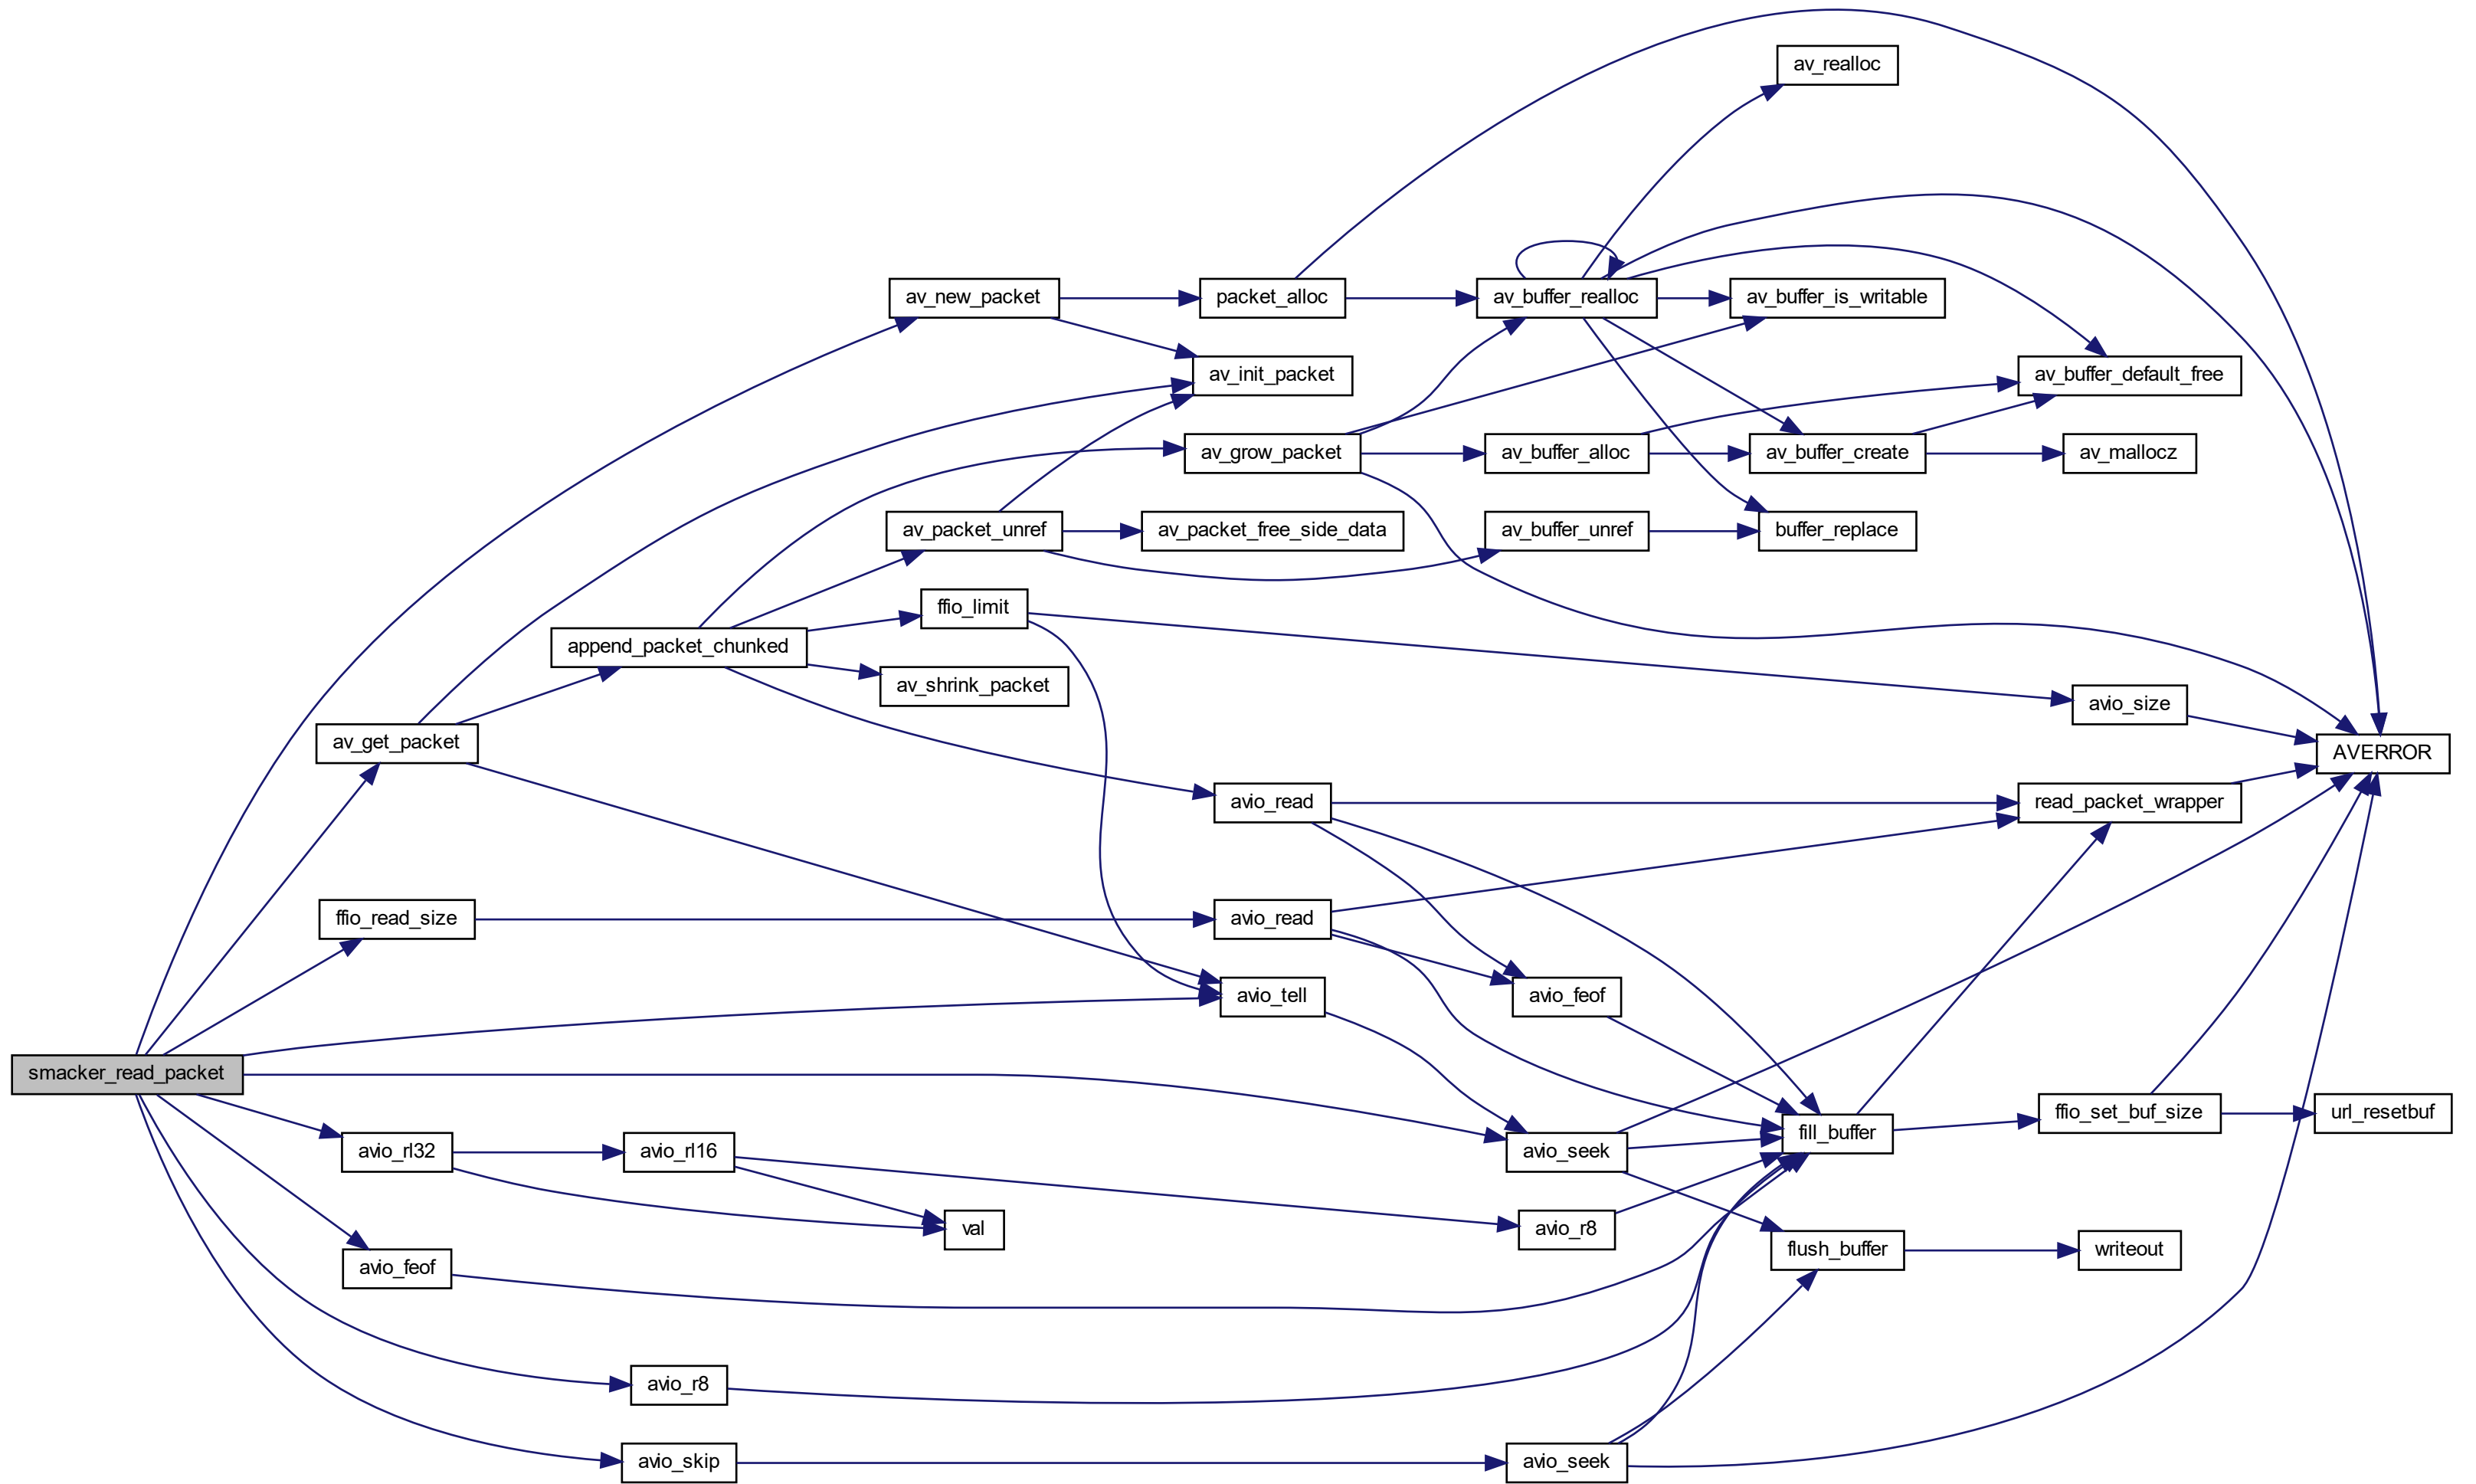 av_realloc
av_new_packet
packet_alloc
av_buffer_realloc
av_buffer_is_writable
av_init_packet
av_buffer_default_free
av_grow_packet
av_buffer_alloc
av_buffer_create
av_mallocz
av_packet_unref
av_packet_free_side_data
av_buffer_unref
buffer_replace
ffio_limit
append_packet_chunked
av_shrink_packet
avio_size
av_get_packet
AVERROR
avio_read
read_packet_wrapper
ffio_read_size
avio_read
avio_tell
avio_feof
smacker_read_packet
ffio_set_buf_size
url_resetbuf
fill_buffer
avio_rl32
avio_rl16
avio_seek
val
avio_r8
flush_buffer
writeout
avio_feof
avio_r8
avio_skip
avio_seek